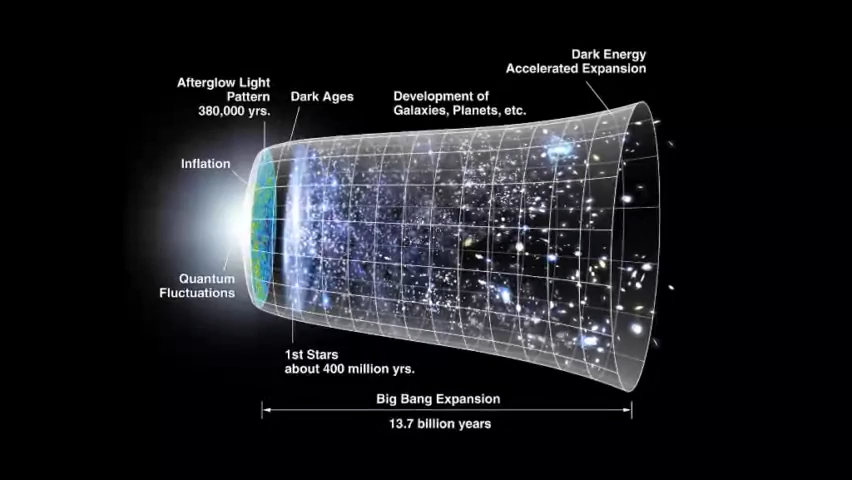 Dark Energy
Accelerated Expansion
Afterglow Light
Pattern
380,000 yrs.
Dark Ages
Development of
Galaxies, Planets, etc.
Inflation
Quantum
Fluctuations
1st Stars
about 400 million yrs.
Big Bang Expansion
13.7 billion years